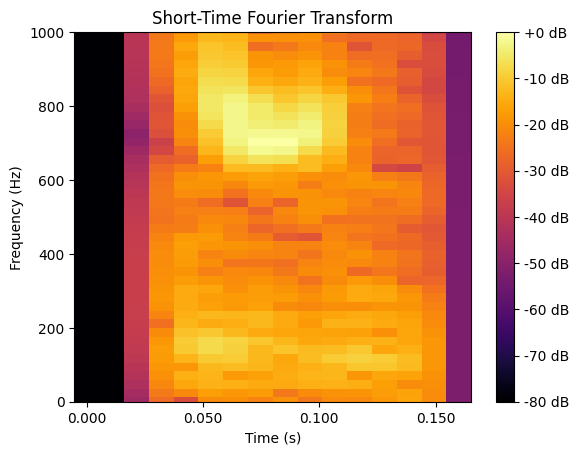 Short-Time Fourier Transform
Frequency (Hz)
1000
800
600
400
200
0
0.000
0.050
0.100
0.150
Time (s)
+0 dB
-10 dB
-20 dB
-30 dB
-40 dB
-50 dB
-60 dB
-70 dB
-80 dB